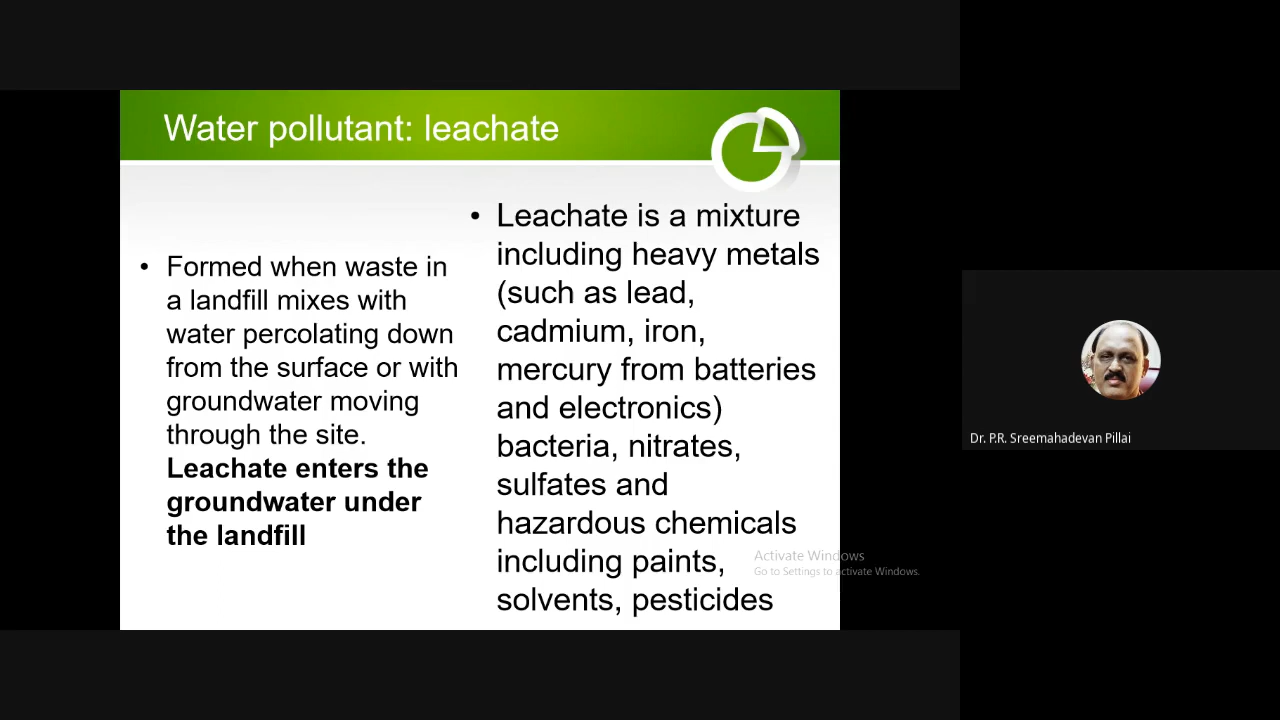 Water pollutant: leachate
• Formed when waste in
a landfill mixes with
water percolating down
from the surface or with
groundwater moving
through the site.
Leachate enters the
groundwater under
the landfill
• Leachate is a mixture
including heavy metals
(such as lead,
cadmium, iron,
mercury from batteries
and electronics)
bacteria, nitrates,
sulfates and
hazardous chemicals
including paints,
solvents, pesticides
Activate Windows
Go to Settings to activate Windows.
Dr. P.R. Sreemahadevan Pillai